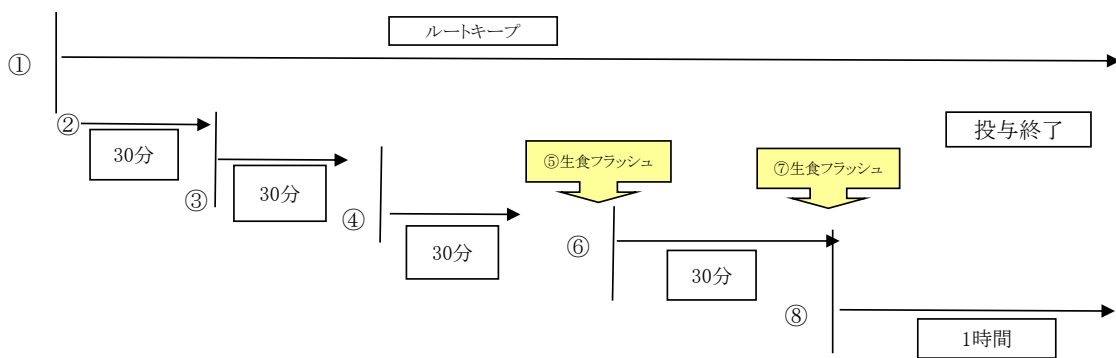 ルートキープ
①
②
30分
③
30分
④
30分
⑤生食フラッシュ
⑥
30分
⑦生食フラッシュ
投与終了
⑧
1時間